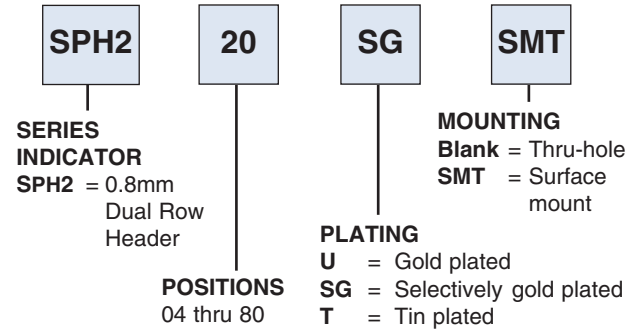 SPH2 20 SG SMT
SERIES
INDICATOR
SPH2 = 0.8mm
Dual Row
Header
POSITIONS
04 thru 80
PLATING
U = Gold plated
SG = Selectively gold plated
T = Tin plated
MOUNTING
Blank = Thru-hole
SMT = Surface
mount